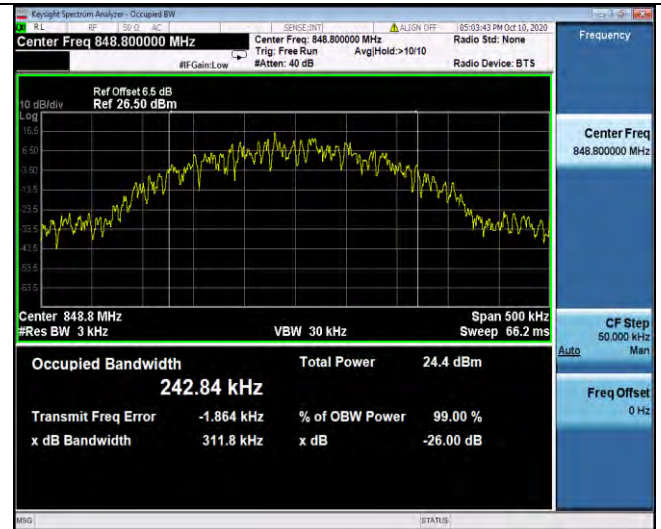 Keysight Spectrum Analyzer - Occupied BW
RL RF 50 Ω AC SENSE:INT ALIGN OFF 05:03:43 PM Oct 10, 2020
Center Freq 848.800000 MHz Center Freq: 848.800000 MHz Radio Std: None Frequency
Trig: Free Run Avg|Hold:>10/10
#IFGain:Low #Atten: 40 dB Radio Device: BTS
Ref Offset 6.5 dB
10 dB/div Ref 26.50 dBm
Log
16.5
6.50
-3.50
-13.5
-23.5
-33.5
-43.5
-53.5
-63.5
Center Freq
848.800000 MHz
Center 848.8 MHz Span 500 kHz
#Res BW 3 kHz VBW 30 kHz Sweep 66.2 ms
CF Step
50.000 kHz
Auto Man
Occupied Bandwidth Total Power 24.4 dBm
242.84 kHz
Transmit Freq Error -1.864 kHz % of OBW Power 99.00 %
x dB Bandwidth 311.8 kHz x dB -26.00 dB
Freq Offset
0 Hz
MSG STATUS